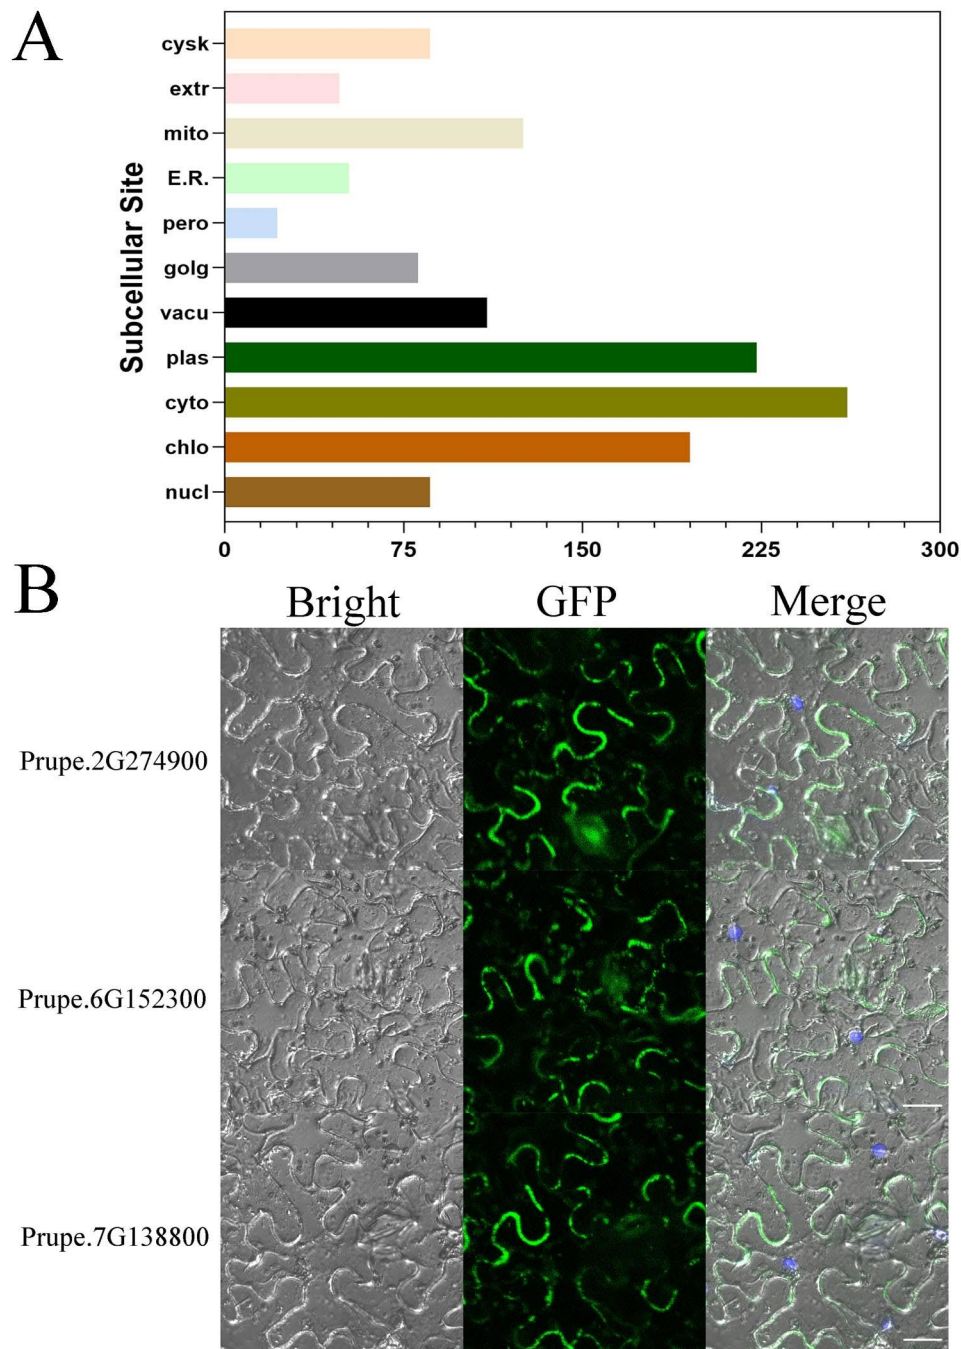 A
Subcellular Site
cysk
extr
mito
E.R.
pero
golg
vacu
plas
cyto
chlo
nucl
0 75 150 225 300
B
Bright GFP Merge
Prupe.2G274900
Prupe.6G152300
Prupe.7G138800